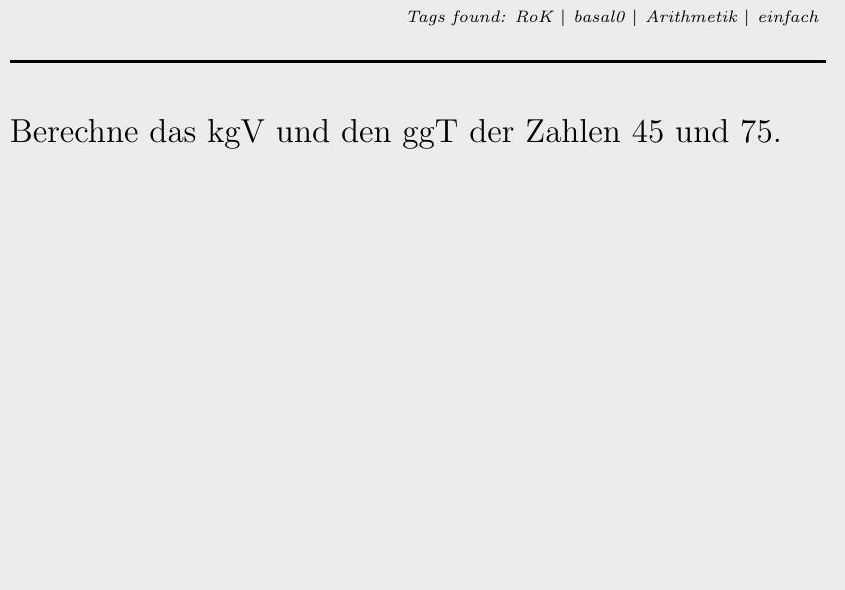 Tags found: RoK | basal0 | Arithmetik | einfach
Berechne das kgV und den ggT der Zahlen 45 und 75.